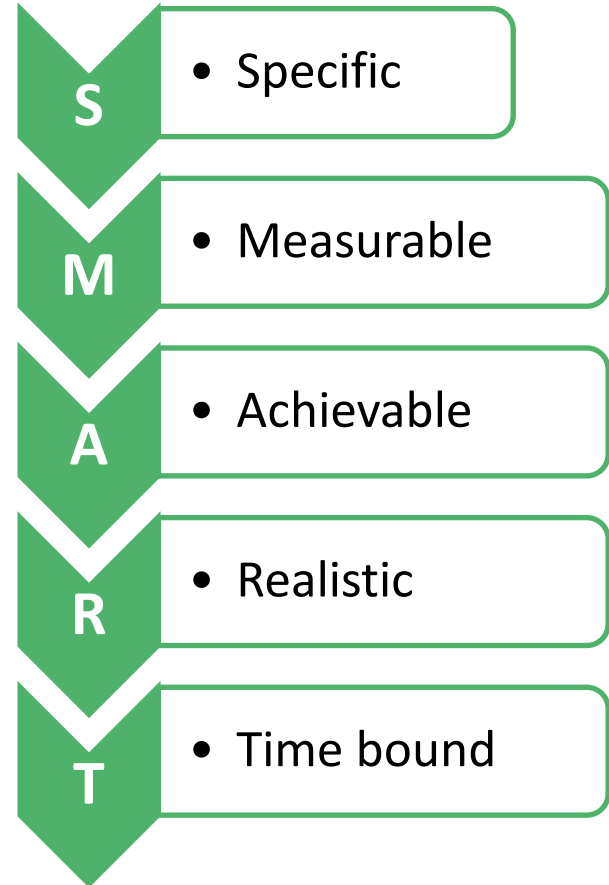 S
• Specific
M
• Measurable
A
• Achievable
R
• Realistic
T
• Time bound